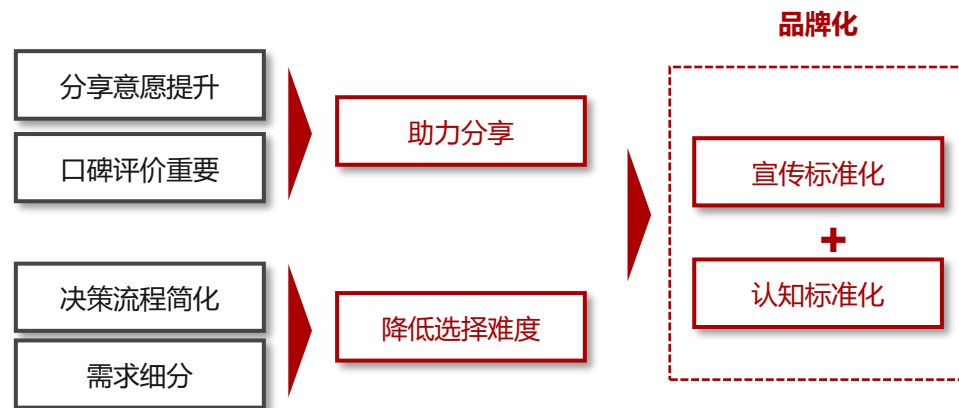 品牌化
分享意愿提升
口碑评价重要
助力分享
决策流程简化
需求细分
降低选择难度
宣传标准化
+
认知标准化